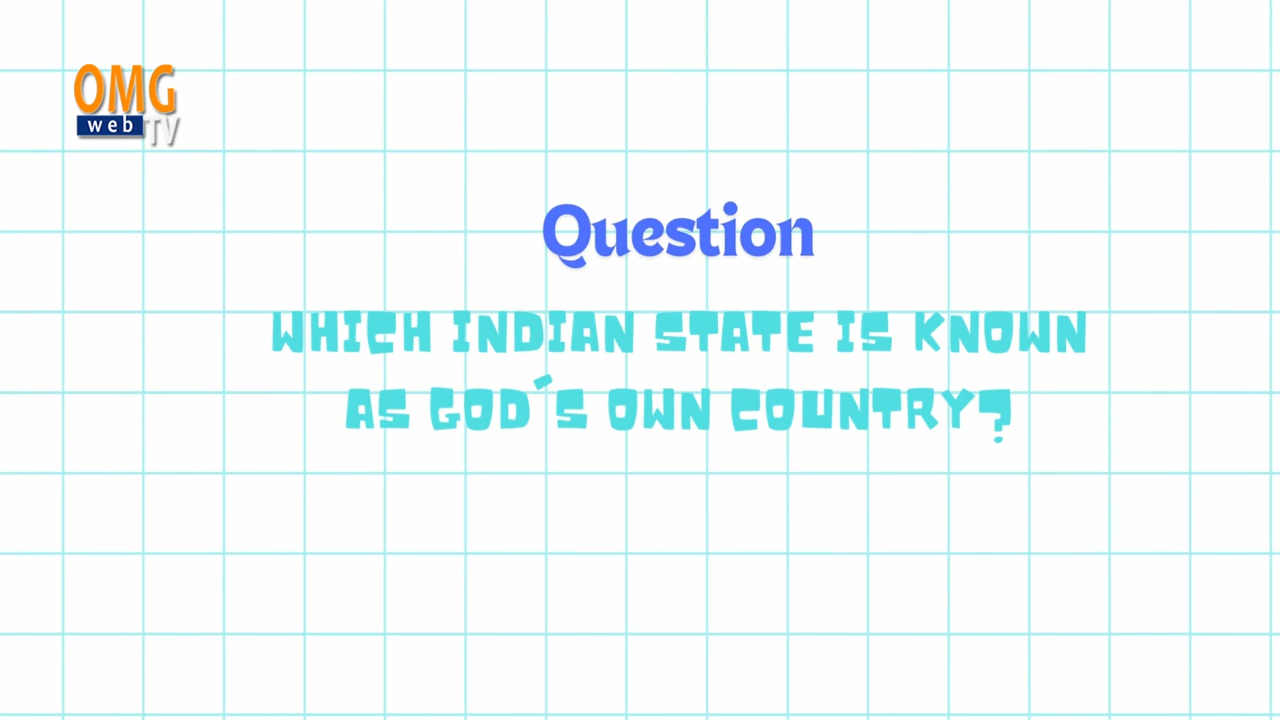 OMG
web TV
Question
WHICH INDIAN STATE IS KNOWN
AS GOD´S OWN COUNTRY?